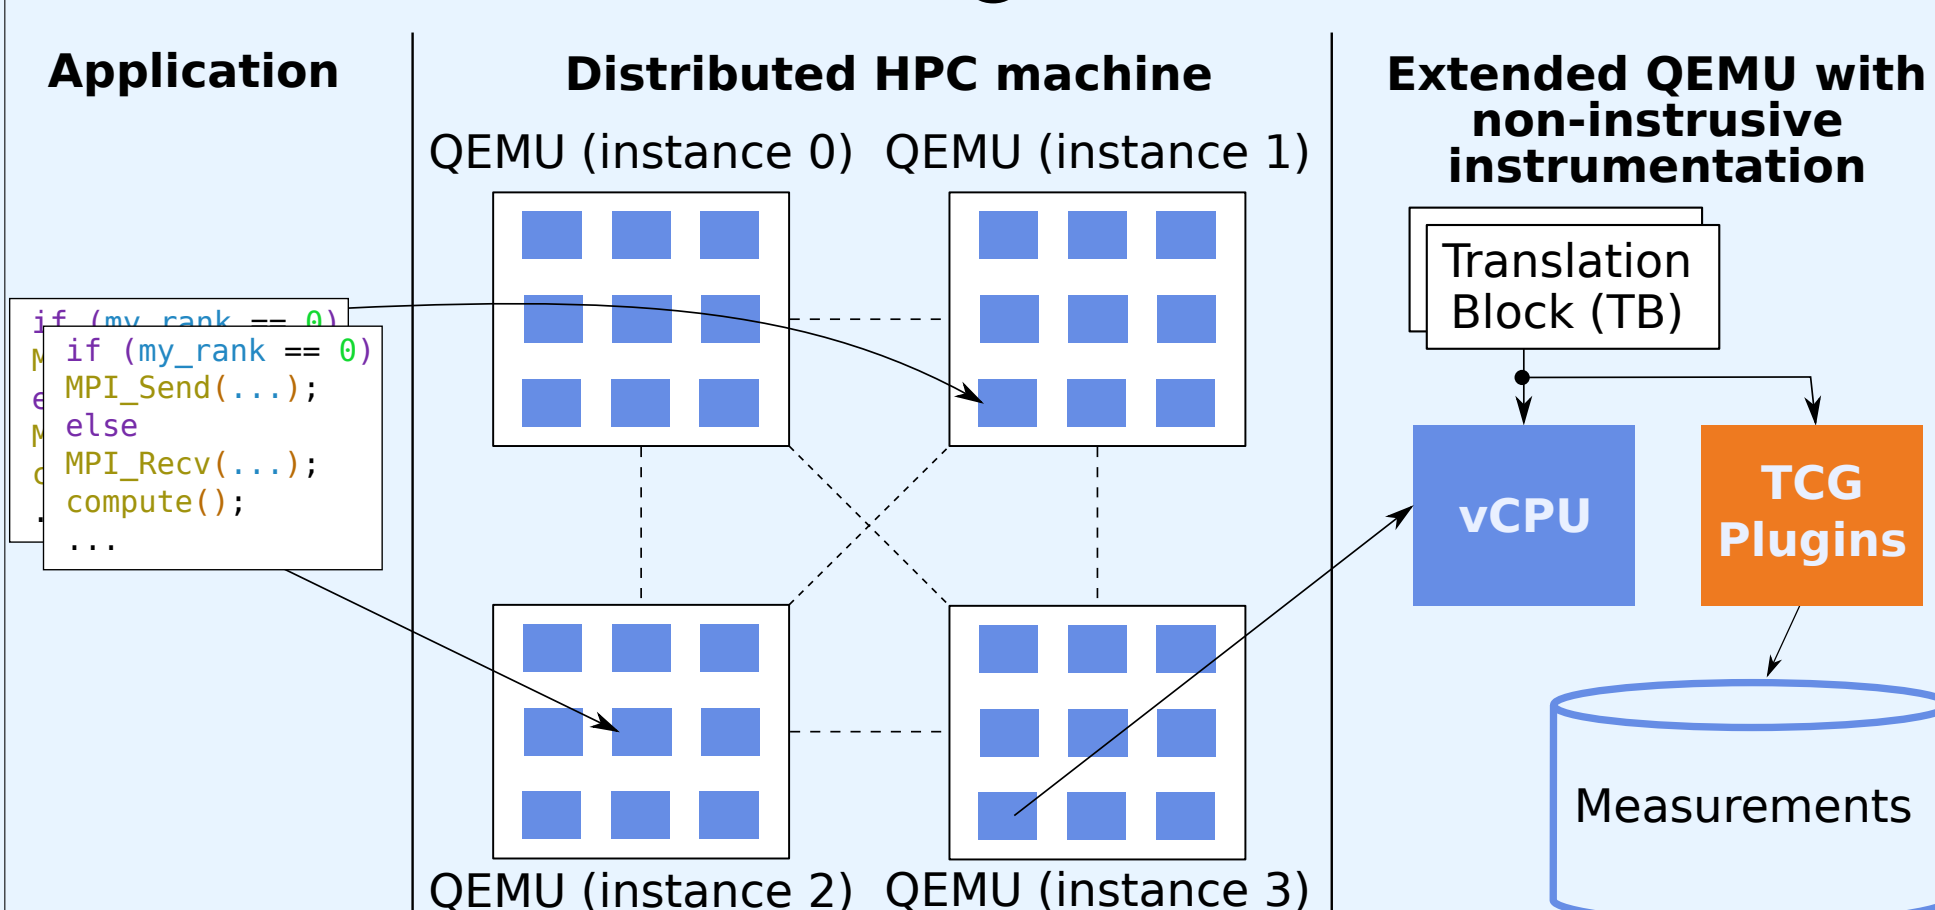 Application
Distributed HPC machine
Extended QEMU with
non-instrusive
instrumentation
QEMU (instance 0)
QEMU (instance 1)
if (my_rank == 0)
if (my_rank == 0)
MPI_Send(...);
else
MPI_Recv(...);
compute();
...
Translation
Block (TB)
vCPU
TCG
Plugins
Measurements
QEMU (instance 2)
QEMU (instance 3)